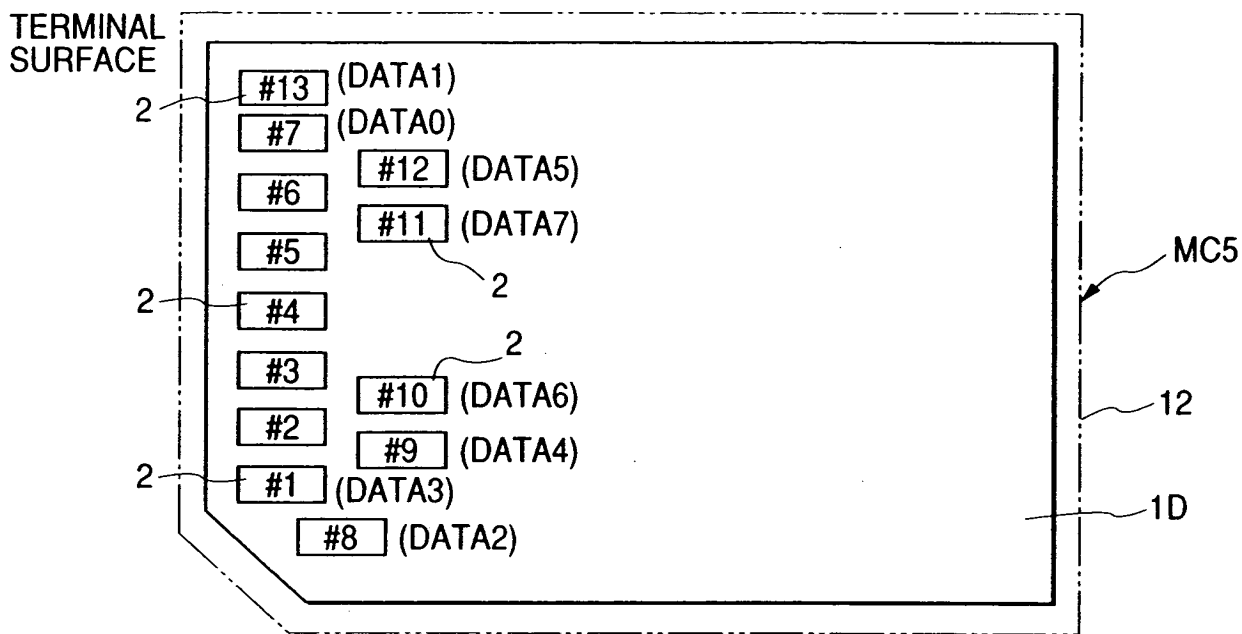 TERMINAL
SURFACE
2
#13 (DATA1)
#7 (DATA0)
#12 (DATA5)
#6
#11 (DATA7)
#5
MC5
2
2
#4
2
#3
#10 (DATA6)
12
#2
#9 (DATA4)
2
#1 (DATA3)
1D
#8 (DATA2)